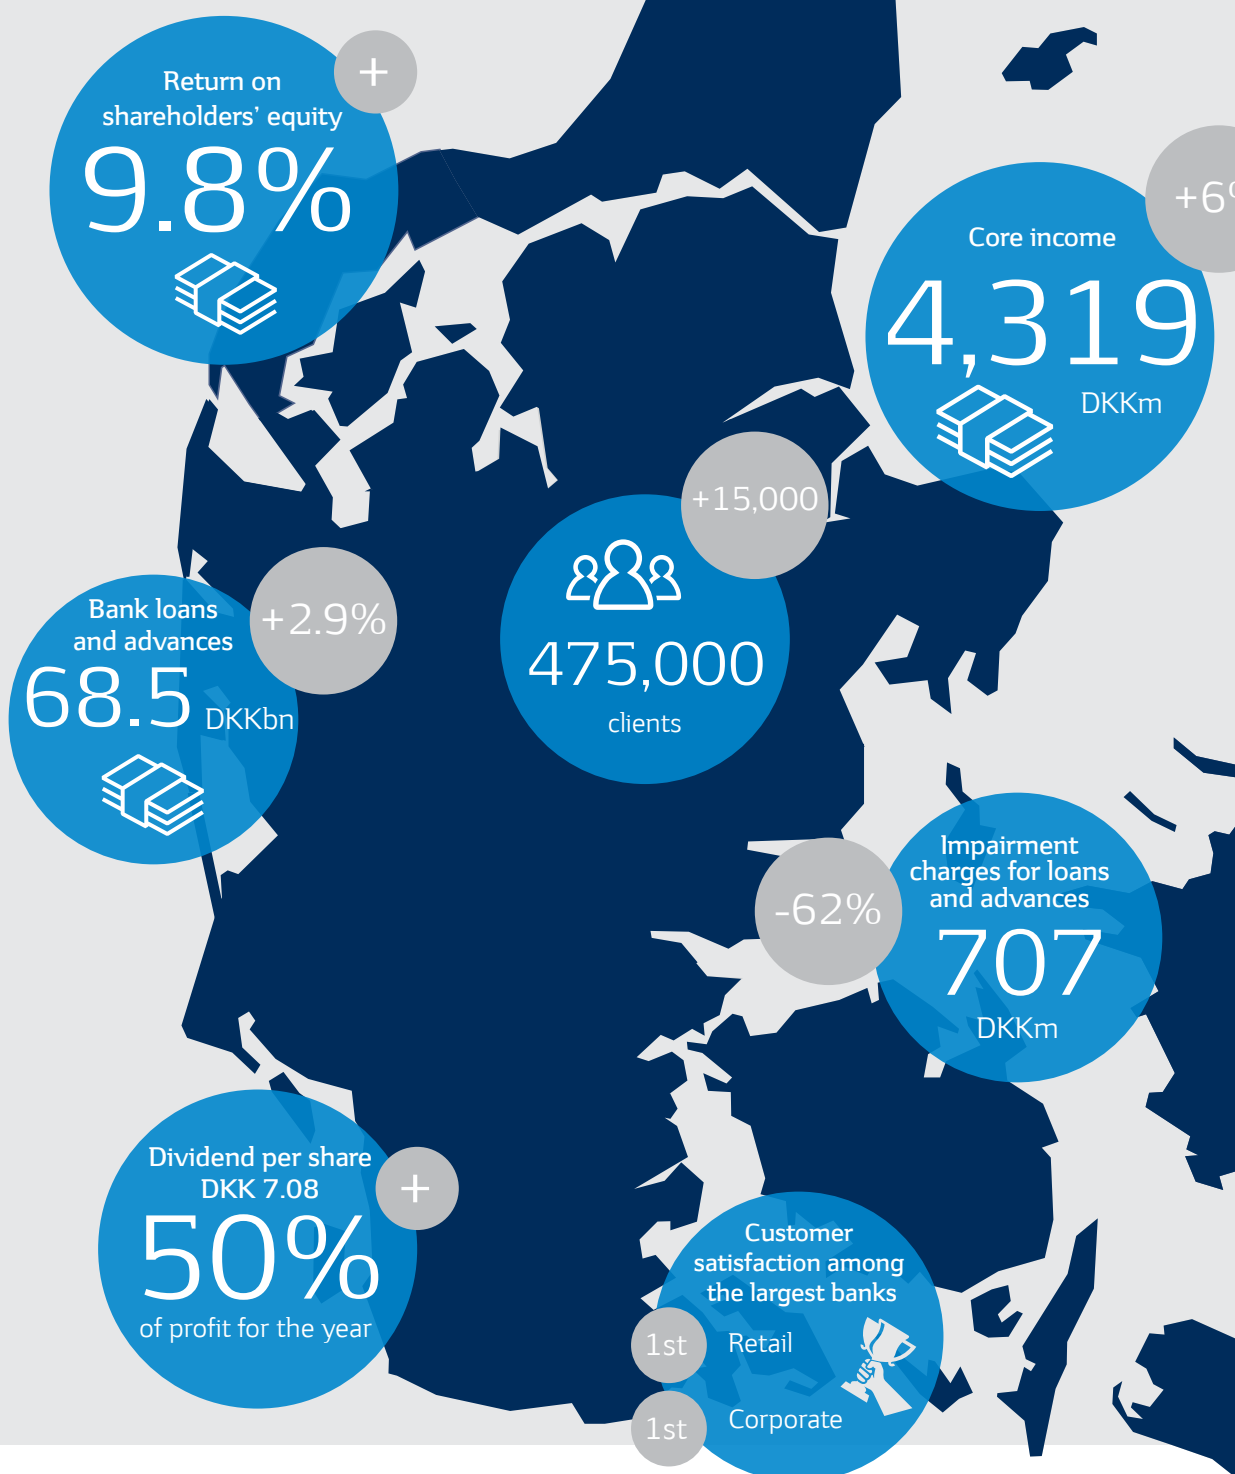 Return on
shareholders' equity
9.8%
+
Core income
4,319
DKKm
+15,000
475,000
clients
Bank loans
and advances
68.5 DKKbn
+2.9%
Impairment
charges for loans
and advances
707
DKKm
-62%
Dividend per share
DKK 7.08
50%
of profit for the year
+
Customer
satisfaction among
the largest banks
1st Retail
1st Corporate